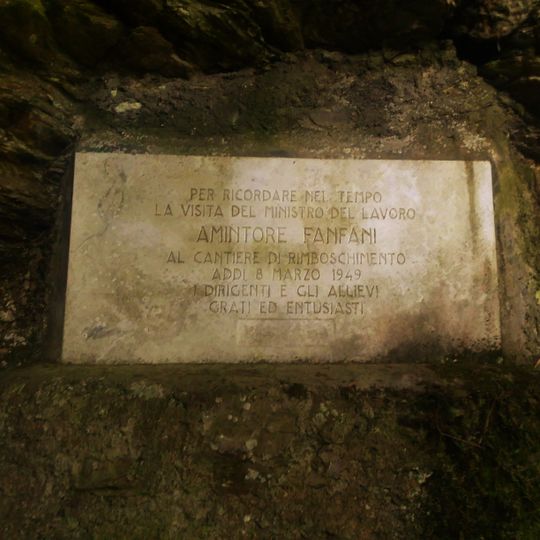 PER RICORDARE NEL TEMPO
LA VISITA DEL MINISTRO DEL LAVORO
AMINTORE FANFANI
AL CANTIERE DI RIMBOSCHIMENTO
ADDI 8 MARZO 1949
I DIRIGENTI E GLI ALLIEVI
GRATI ED ENTUSIASTI